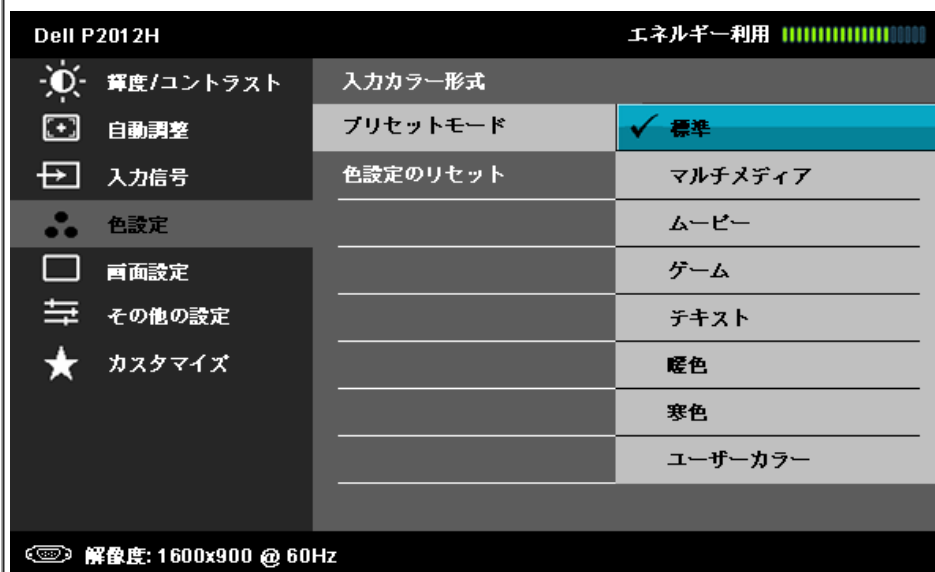 Dell P2012H
エネルギー利用
輝度/コントラスト
自動調整
入力信号
色設定
画面設定
その他の設定
カスタマイズ
入力カラー形式
プリセットモード
色設定のリセット
標準
マルチメディア
ムービー
ゲーム
テキスト
暖色
寒色
ユーザーカラー
解像度: 1600x900 @ 60Hz